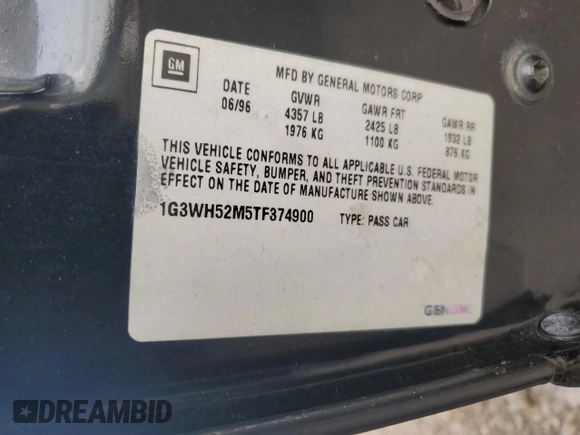 GM
MFD BY GENERAL MOTORS CORP
DATE GVWR GAWR FRT GAWR RR
06/96 4357 LB 2425 LB 1932 LB
1976 KG 1100 KG 876 KG
THIS VEHICLE CONFORMS TO ALL APPLICABLE U.S. FEDERAL MOTOR
VEHICLE SAFETY, BUMPER, AND THEFT PREVENTION STANDARDS IN
EFFECT ON THE DATE OF MANUFACTURE SHOWN ABOVE.
1G3WH52M5TF374900 TYPE: PASS CAR
GENUINE
DREAMBID